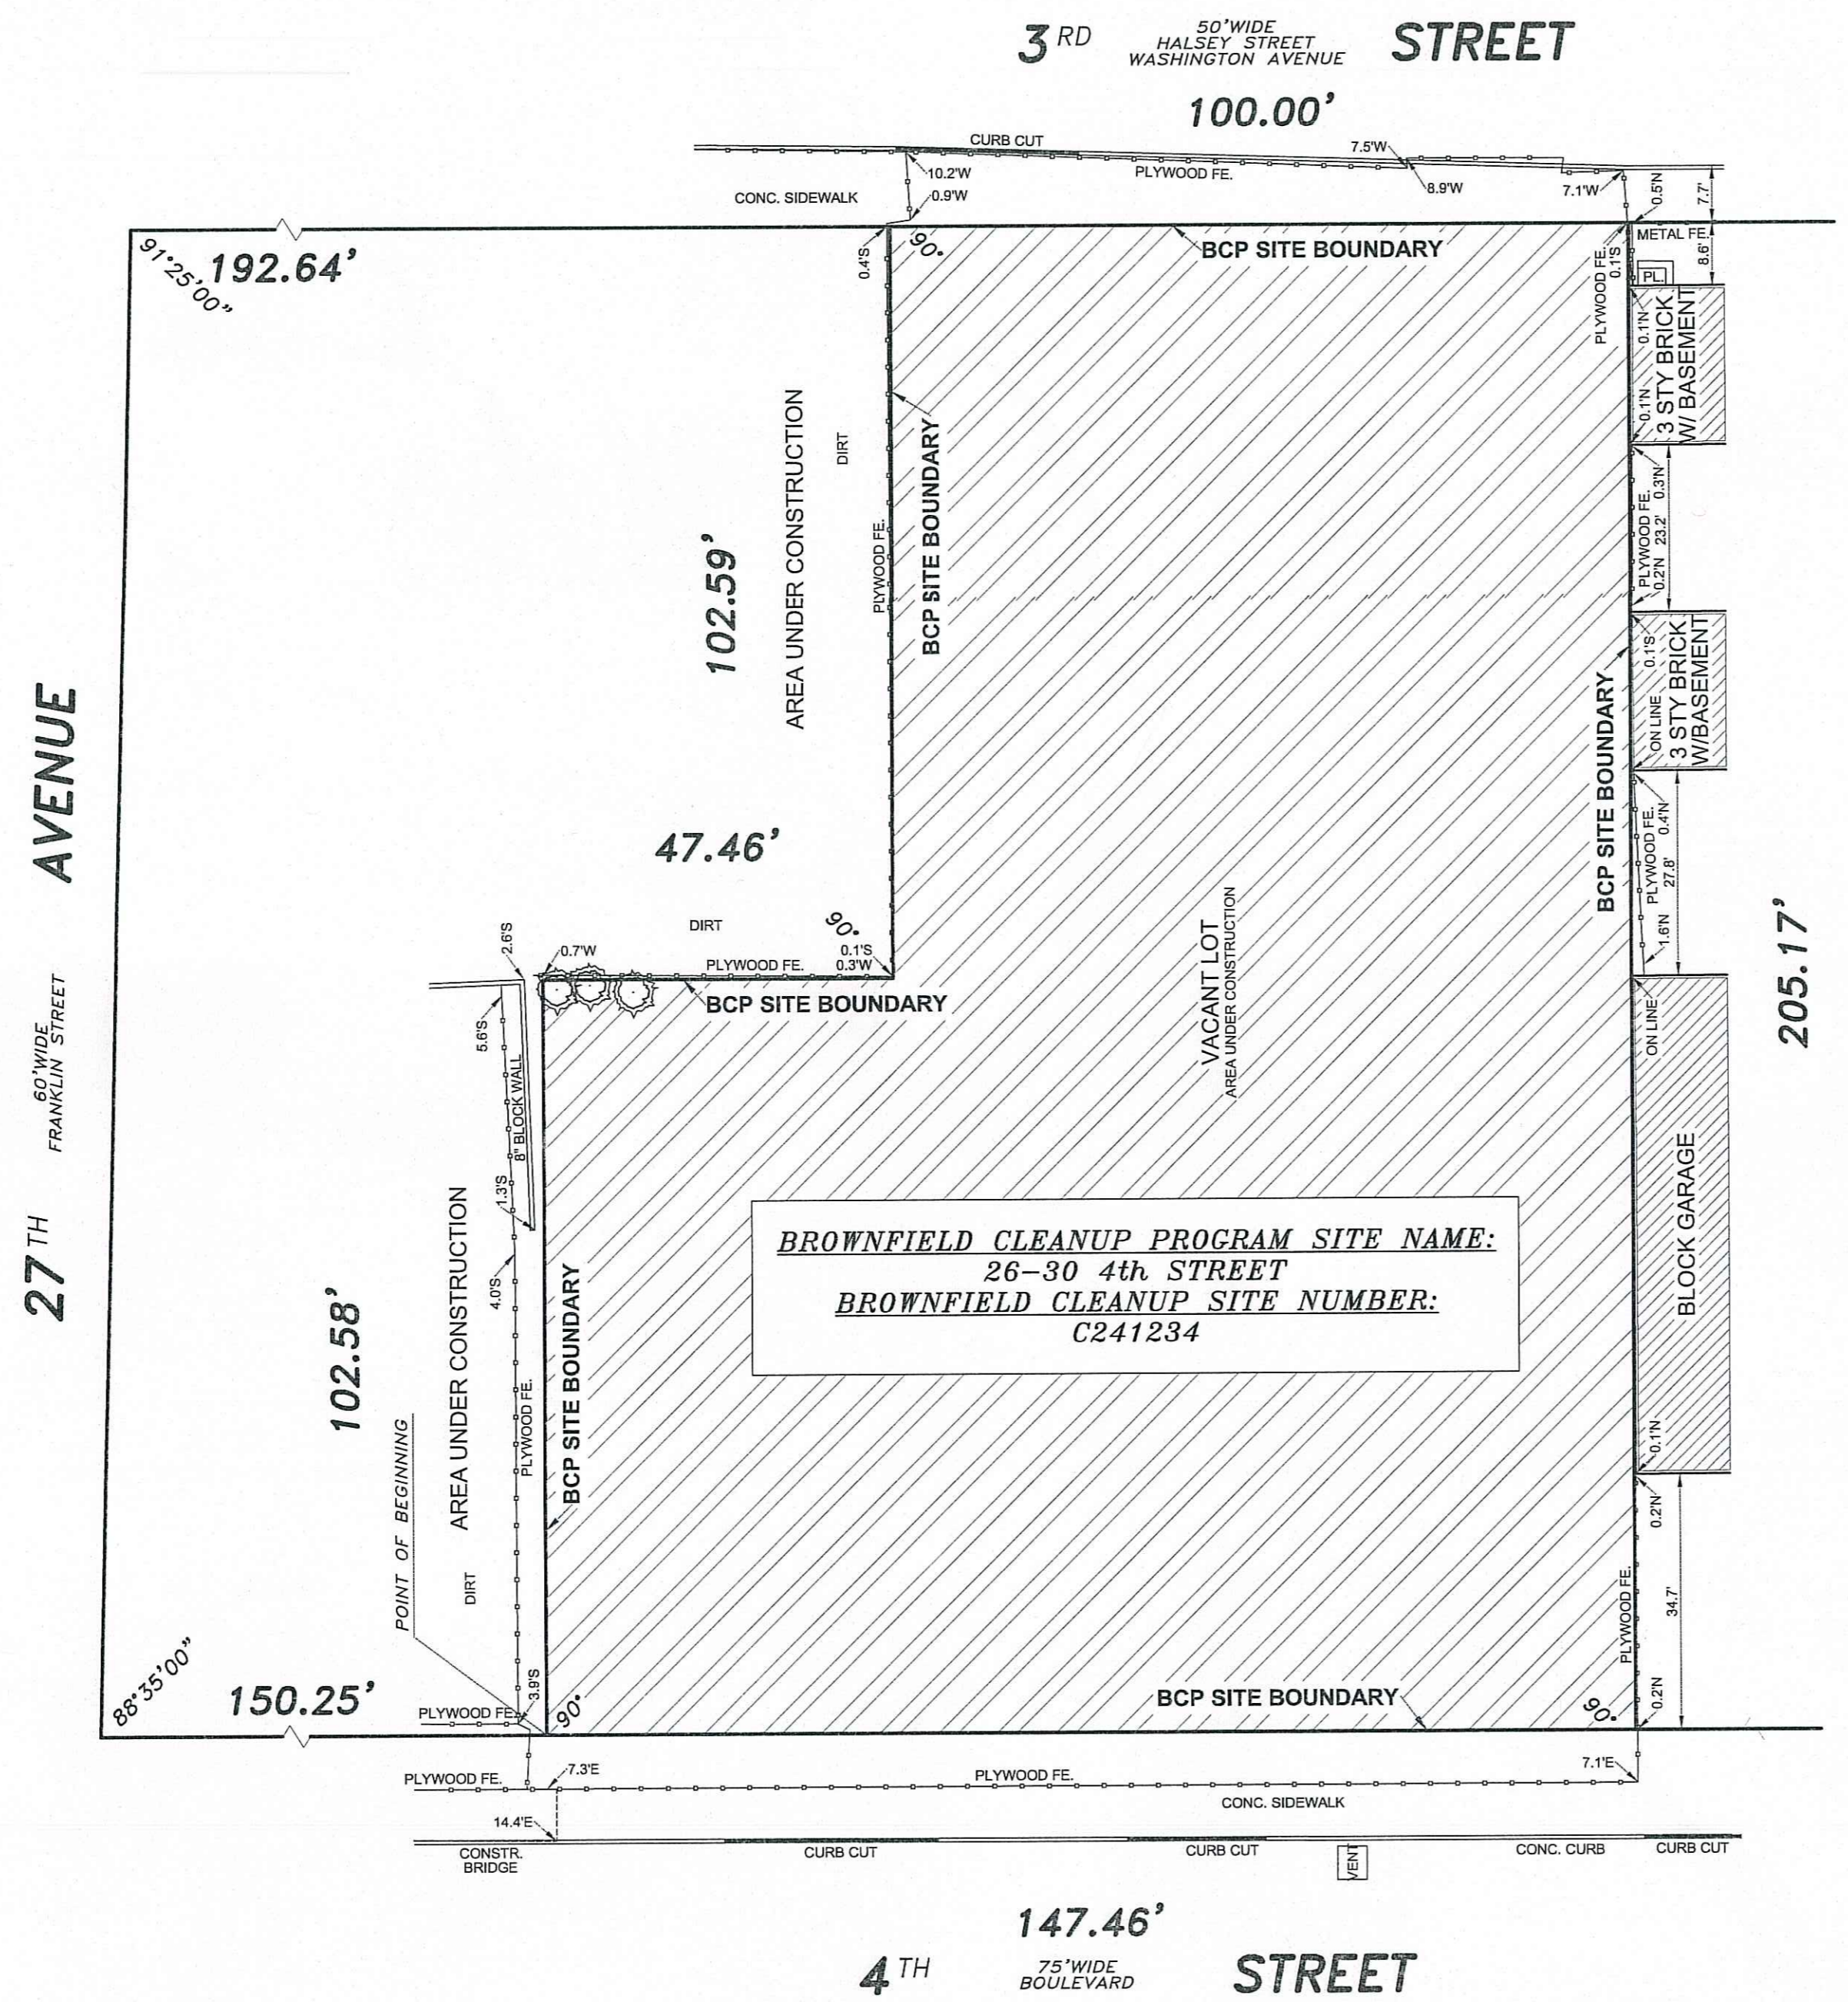 3 RD 50'WIDE STREET
HALSEY STREET
WASHINGTON AVENUE
100.00'
CURB CUT
7.5'W
10.2'W
PLYWOOD FE.
8.9'W
7.1'W
0.5'N
7.7'
CONC. SIDEWALK
0.9'W
METAL FE.
8.6'
91°25'00"
192.64'
0.4'S
90°
BCP SITE BOUNDARY
PLYWOOD FE.
0.1'S
PL.
0.1'N
0.1'N
3 STY BRICK
W/ BASEMENT
AREA UNDER CONSTRUCTION
DIRT
PLYWOOD FE.
BCP SITE BOUNDARY
102.59'
0.3'N
PLYWOOD FE.
23.2'
0.2'N
0.1'S
ON LINE
3 STY BRICK
W/BASEMENT
BCP SITE BOUNDARY
0.4'N
PLYWOOD FE.
27.8'
1.6'N
47.46'
DIRT
90°
0.1'S
0.3'W
PLYWOOD FE.
0.7'W
2.6'S
BCP SITE BOUNDARY
VACANT LOT
AREA UNDER CONSTRUCTION
205.17'
27 TH AVENUE
60'WIDE
FRANKLIN STREET
5.6'S
8" BLOCK WALL
1.3'S
4.0'S
ON LINE
BLOCK GARAGE
0.1'N
BROWNFIELD CLEANUP PROGRAM SITE NAME:
26-30 4th STREET
BROWNFIELD CLEANUP SITE NUMBER:
C241234
102.58'
AREA UNDER CONSTRUCTION
DIRT
PLYWOOD FE.
BCP SITE BOUNDARY
POINT OF BEGINNING
0.2'N
34.7'
PLYWOOD FE.
0.2'N
88°35'00"
150.25'
PLYWOOD FE.
3.9'S
90°
BCP SITE BOUNDARY
90°
PLYWOOD FE.
7.3'E
PLYWOOD FE.
7.1'E
CONC. SIDEWALK
14.4'E
CONSTR.
BRIDGE
CURB CUT
CURB CUT
VENT
CONC. CURB
CURB CUT
147.46'
4 TH 75'WIDE STREET
BOULEVARD